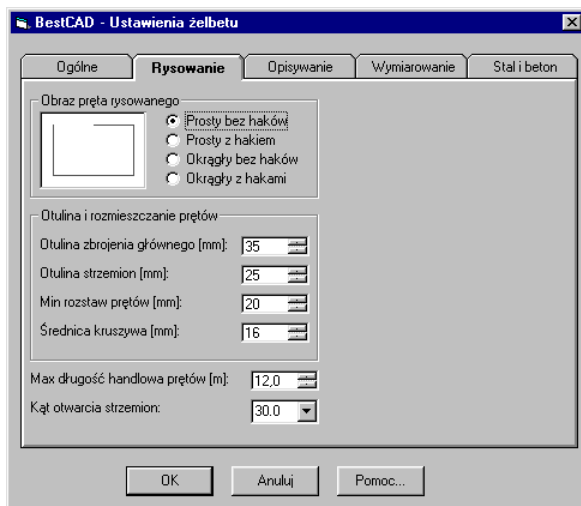 BestCAD - Ustawienia żelbetu
Ogólne Rysowanie Opisywanie Wymiarowanie Stal i beton
Obraz pręta rysowanego
Prosty bez haków
Prosty z hakiem
Okrągły bez haków
Okrągły z hakami
Otulina i rozmieszczanie prętów
Otulina zbrojenia głównego [mm]: 35
Otulina strzemion [mm]: 25
Min rozstaw prętów [mm]: 20
Średnica kruszywa [mm]: 16
Max długość handlowa prętów [m]: 12,0
Kąt otwarcia strzemion: 30.0
OK Anuluj Pomoc...